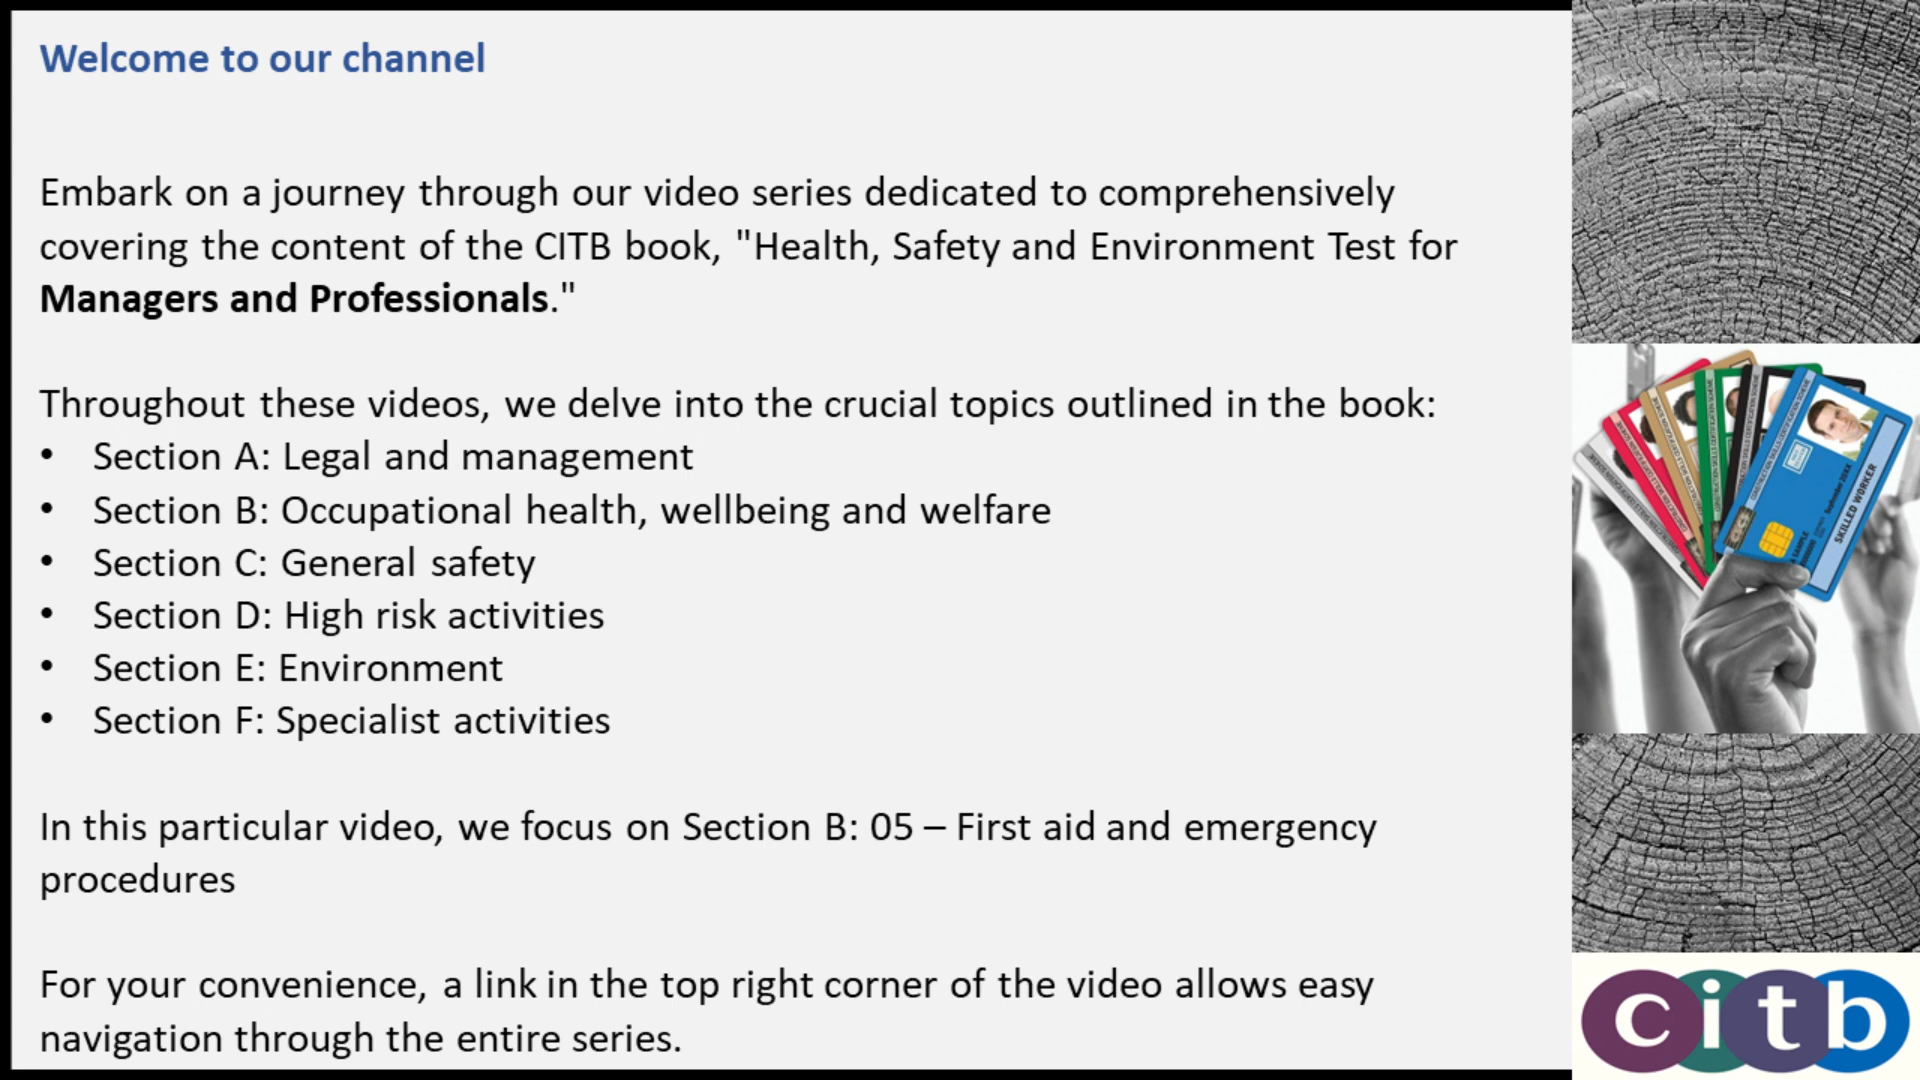 Welcome to our channel
Embark on a journey through our video series dedicated to comprehensively
covering the content of the CITB book, "Health, Safety and Environment Test for
Managers and Professionals."
Throughout these videos, we delve into the crucial topics outlined in the book:
• Section A: Legal and management
• Section B: Occupational health, wellbeing and welfare
• Section C: General safety
• Section D: High risk activities
• Section E: Environment
• Section F: Specialist activities
In this particular video, we focus on Section B: 05 – First aid and emergency
procedures
For your convenience, a link in the top right corner of the video allows easy
navigation through the entire series.
SKILLED WORKER
citb